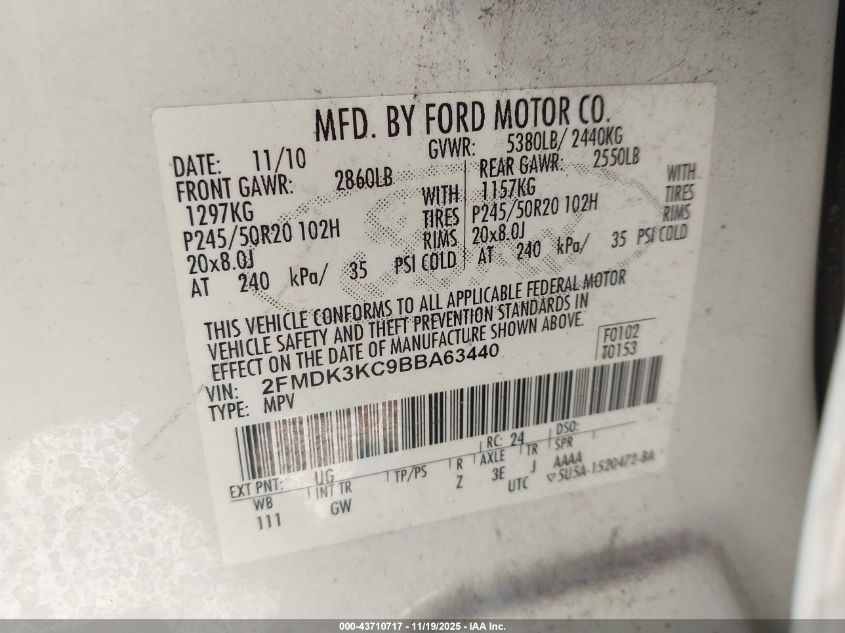 MFD. BY FORD MOTOR CO.
DATE: 11/10 GVWR: 5380LB/ 2440KG
FRONT GAWR: 2860LB REAR GAWR: 2550LB
1297KG WITH 1157KG WITH
P245/50R20 102H TIRES P245/50R20 102H TIRES
20x8.0J RIMS 20x8.0J RIMS
AT 240 kPa/ 35 PSI COLD AT 240 kPa/ 35 PSI COLD
THIS VEHICLE CONFORMS TO ALL APPLICABLE FEDERAL MOTOR
VEHICLE SAFETY AND THEFT PREVENTION STANDARDS IN
EFFECT ON THE DATE OF MANUFACTURE SHOWN ABOVE.
VIN: 2FMDK3KC9BBA63440 F0102
TYPE: MPV T0153
RC: 24 DSO:
EXT PNT: UG TP/PS R AXLE TR SPR
WB INT TR Z 3E J AAAA
111 GW UTC ▽5U5A-1520472-BA
000-43710717 - 11/19/2025 - IAA Inc.